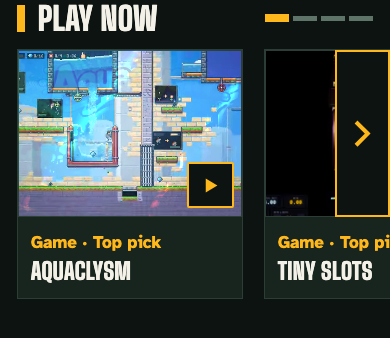 PLAY NOW
Game · Top pick
AQUACLYSM
Game · Top pi
TINY SLOTS